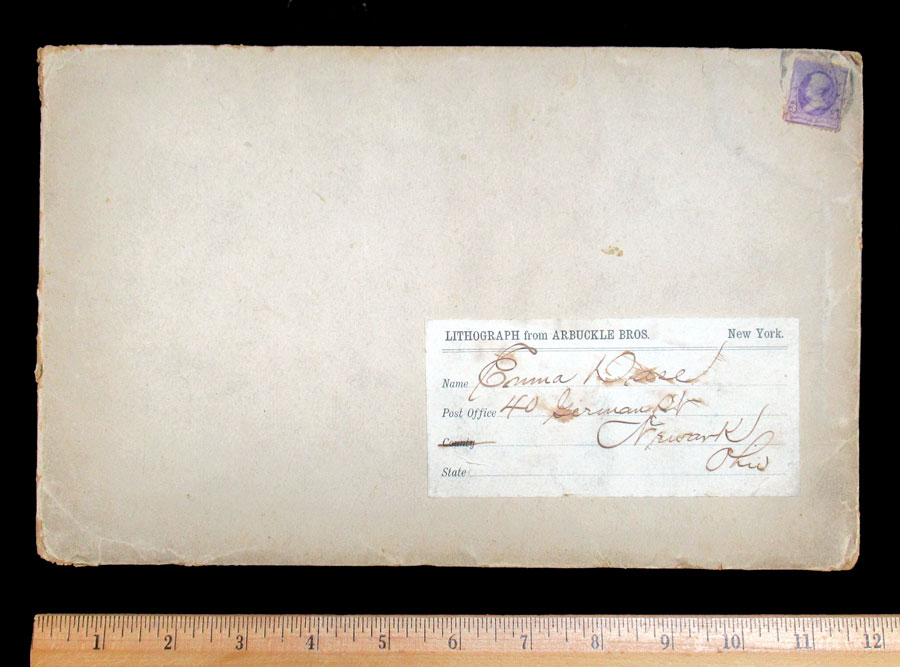 LITHOGRAPH from ARBUCKLE BROS. New York.
Name Emma
Post Office 40 German St
County Newark
State Ohio
1 2 3 4 5 6 7 8 9 10 11 12